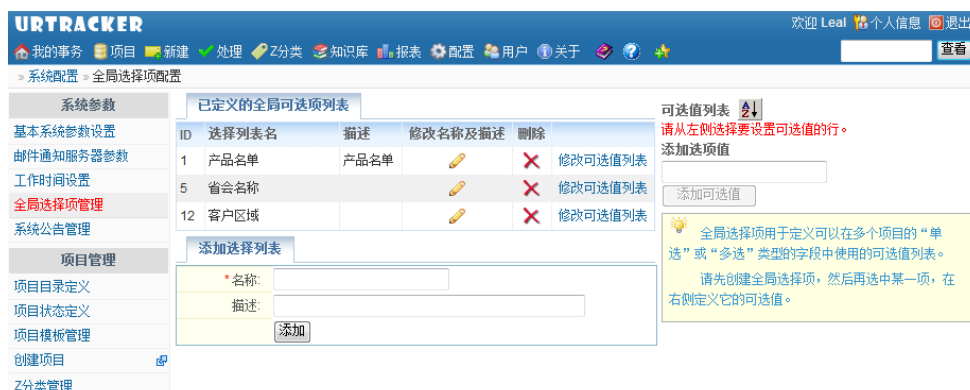 URTRACKER
欢迎 Leal 个人信息 退出
我的事务 项目 新建 处理 Z分类 知识库 报表 配置 用户 关于 查看
» 系统配置 » 全局选择项配置
系统参数
基本系统参数设置
邮件通知服务器参数
工作时间设置
全局选择项管理
系统公告管理
项目管理
项目目录定义
项目状态定义
项目模板管理
创建项目
Z分类管理
已定义的全局可选项列表
ID 选择列表名 描述 修改名称及描述 删除
1 产品名单 产品名单 修改可选值列表
5 省会名称 修改可选值列表
12 客户区域 修改可选值列表
添加选择列表
*名称:
描述:
添加
可选值列表
请从左侧选择要设置可选值的行。
添加选项值
添加可选值
全局选择项用于定义可以在多个项目的“单
选”或“多选”类型的字段中使用的可选值列表。
请先创建全局选择项，然后再选中某一项，在
右侧定义它的可选值。